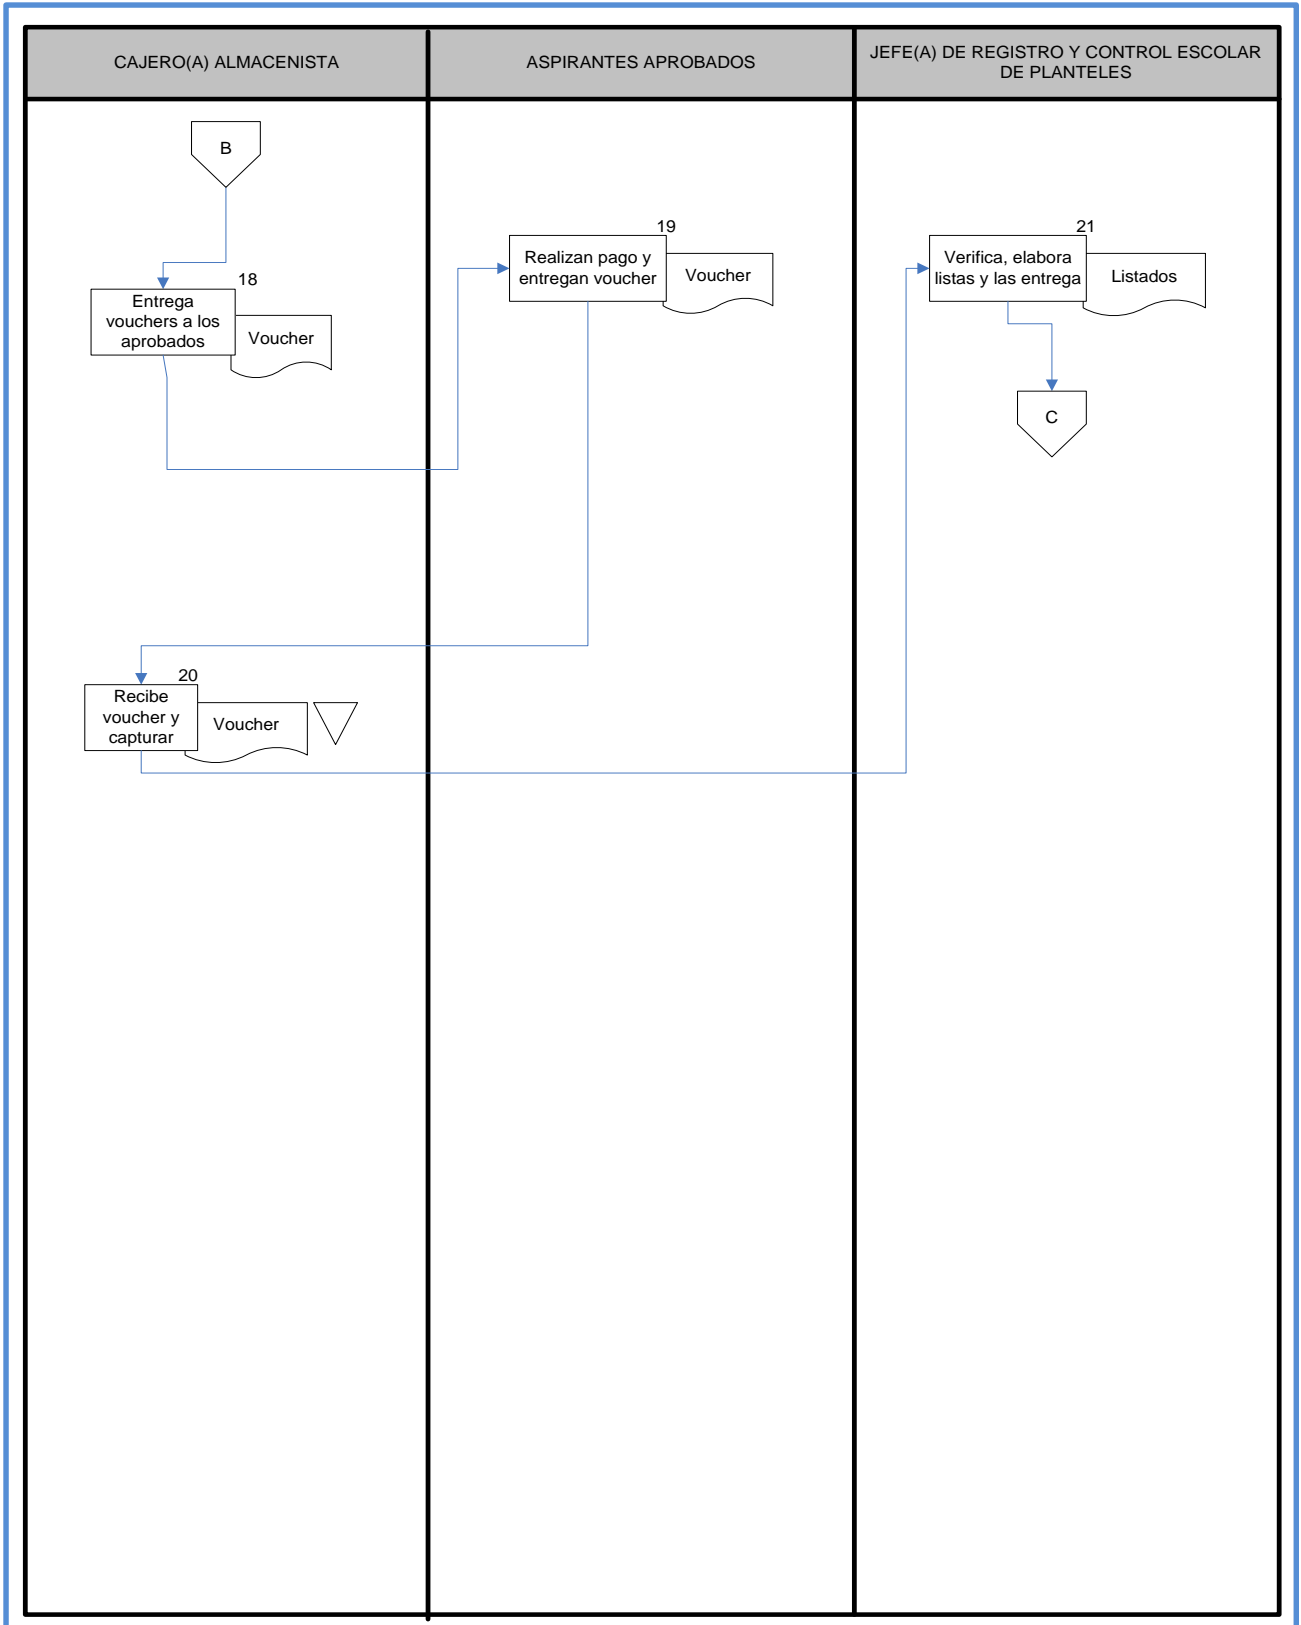 CAJERO(A) ALMACENISTA
ASPIRANTES APROBADOS
JEFE(A) DE REGISTRO Y CONTROL ESCOLAR
DE PLANTELES
B
18
Entrega
vouchers a los
aprobados
Voucher
19
Realizan pago y
entregan voucher
Voucher
20
Recibe
voucher y
capturar
Voucher
21
Verifica, elabora
listas y las entrega
Listados
C